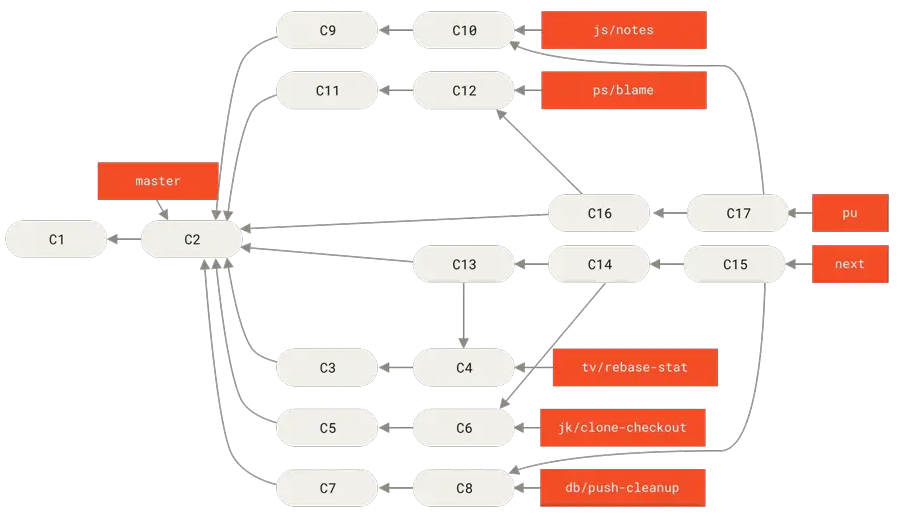 C9
C10
js/notes
C11
C12
ps/blame
master
C16
C17
pu
C1
C2
C13
C14
C15
next
C3
C4
tv/rebase-stat
C5
C6
jk/clone-checkout
C7
C8
db/push-cleanup